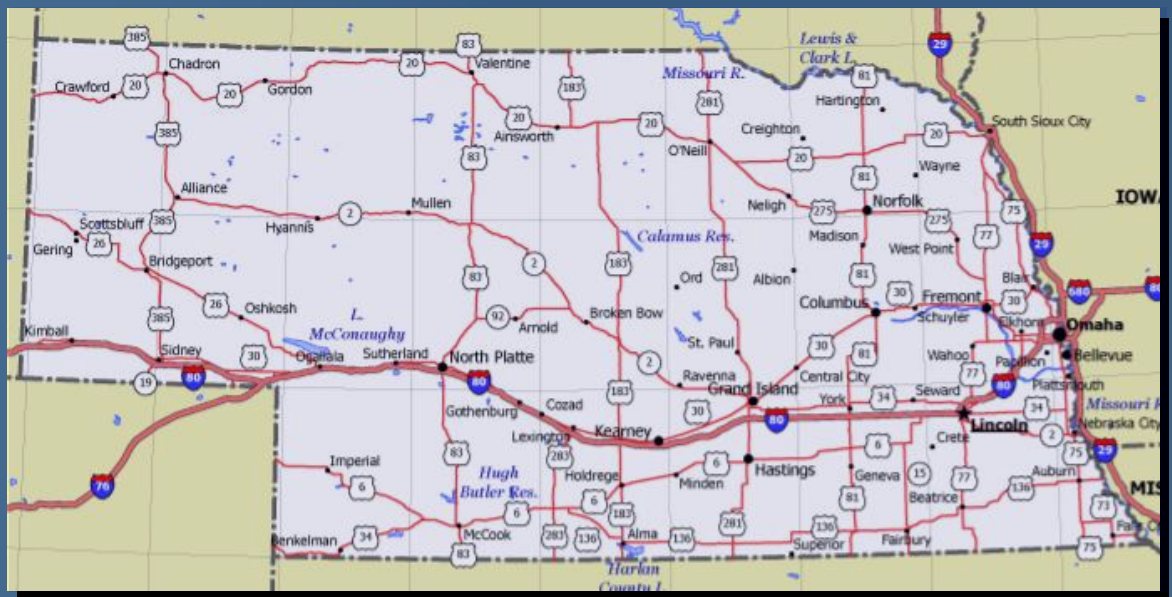 385
83
29
Lewis &
Clark L.
Chadron
20
Valentine
Missouri R.
81
Crawford
20
20
Gordon
183
281
Hartington
20
Ainsworth
20
Creighton
20
South Sioux City
385
83
O'Neill
20
Wayne
81
IOW
Alliance
Neligh
275
Norfolk
275
75
385
2
Mullen
Hyannis
Scottsbluff
26
Gering
Calamus Res.
Madison
West Point
77
29
Bridgeport
2
183
281
83
Ord
Albion
81
Blair
680
80
26
Oshkosh
Columbus
30
Fremont
30
385
L.
McConaughy
92
Arnold
Broken Bow
Schuyler
Elkhorn
Omaha
Kimball
Sidney
30
Ogallala
Sutherland
North Platte
St. Paul
30
81
Wahoo
Papillion
Bellevue
19
80
80
2
Ravenna
Central City
77
80
Plattsmouth
183
Grand Island
York
34
Seward
34
Missouri R
Gothenburg
Cozad
30
80
Lincoln
Nebraska City
Lexington
Kearney
2
Crete
6
75
29
76
Imperial
83
283
Hugh
Butler Res.
Holdrege
6
Minden
Hastings
Geneva
15
77
Auburn
136
MIS
6
6
6
183
281
81
Beatrice
73
34
McCook
283
136
Alma
136
136
Fairbury
Falls C
Benkelman
83
Superior
75
Harlan
County L